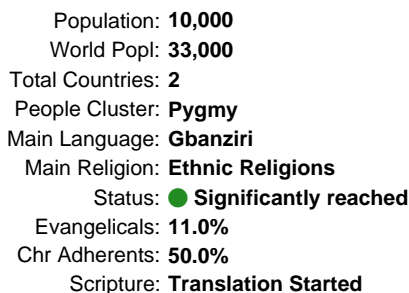 Population: 10,000
World Popl: 33,000
Total Countries: 2
People Cluster: Pygmy
Main Language: Gbanziri
Main Religion: Ethnic Religions
Status: Significantly reached
Evangelicals: 11.0%
Chr Adherents: 50.0%
Scripture: Translation Started